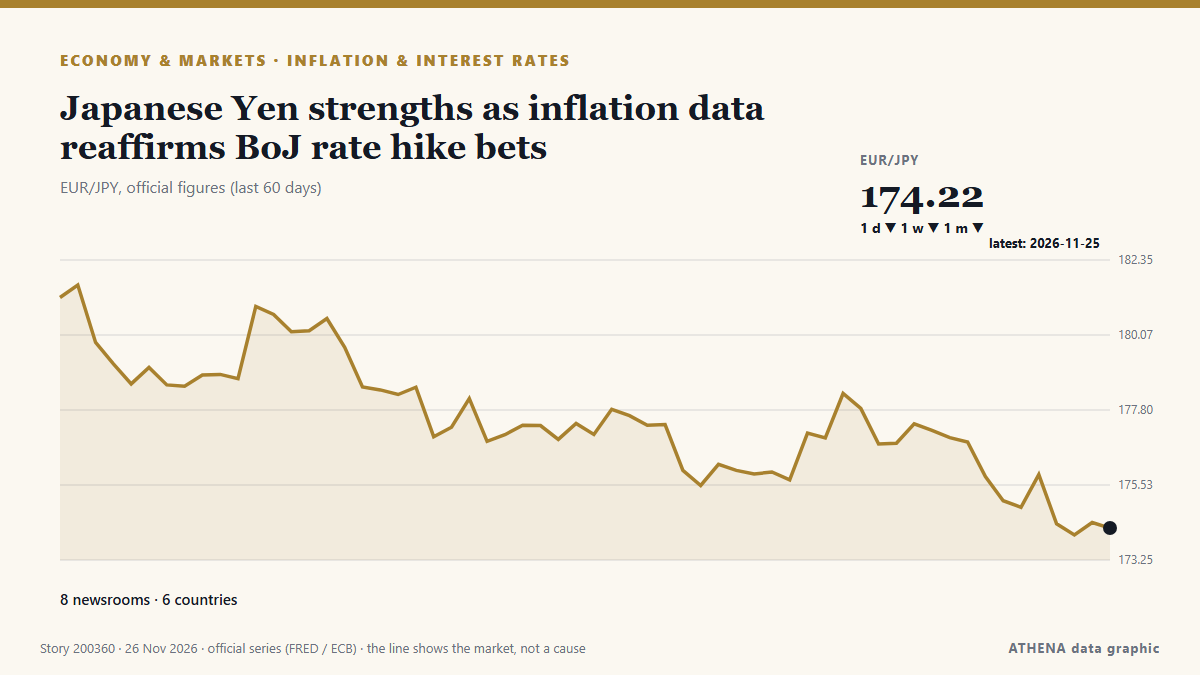 ECONOMY & MARKETS · INFLATION & INTEREST RATES
Japanese Yen strengths as inflation data
reaffirms BoJ rate hike bets
EUR/JPY, official figures (last 60 days)
EUR/JPY
174.22
1 d ▼ 1 w ▼ 1 m ▼
latest: 2026-11-25
182.35
180.07
177.80
175.53
173.25
8 newsrooms · 6 countries
Story 200360 · 26 Nov 2026 · official series (FRED / ECB) · the line shows the market, not a cause
ATHENA data graphic